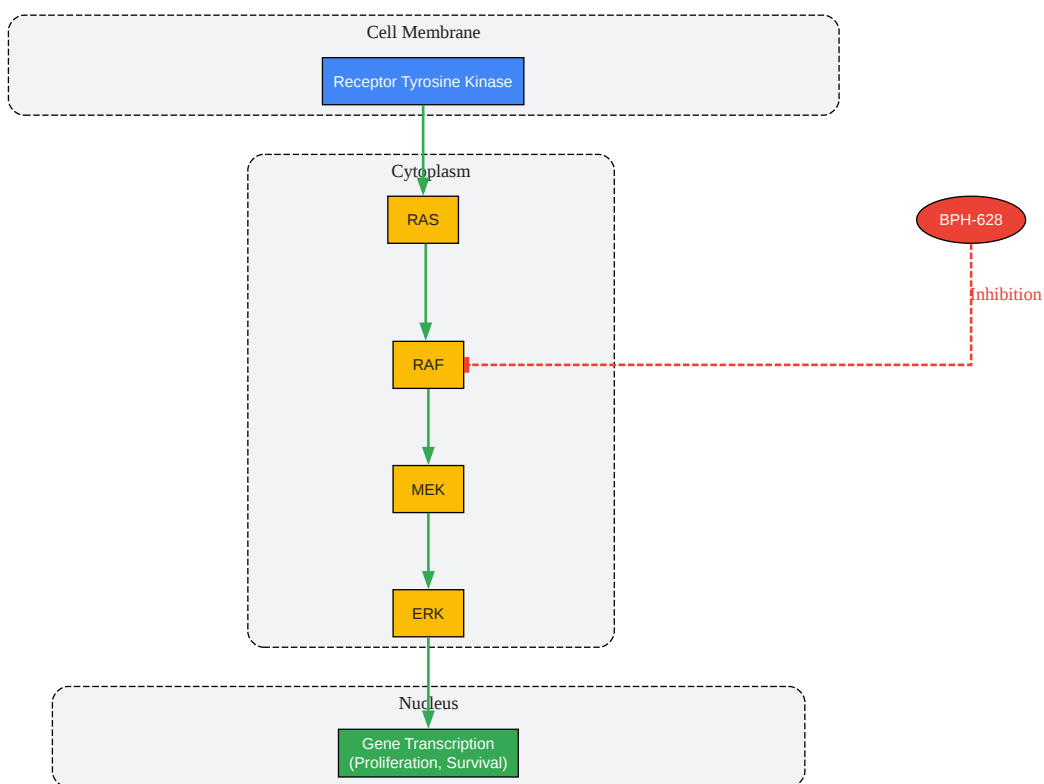 Cell Membrane
Receptor Tyrosine Kinase
Cytoplasm
RAS
BPH-628
Inhibition
RAF
MEK
ERK
Nucleus
Gene Transcription
(Proliferation, Survival)